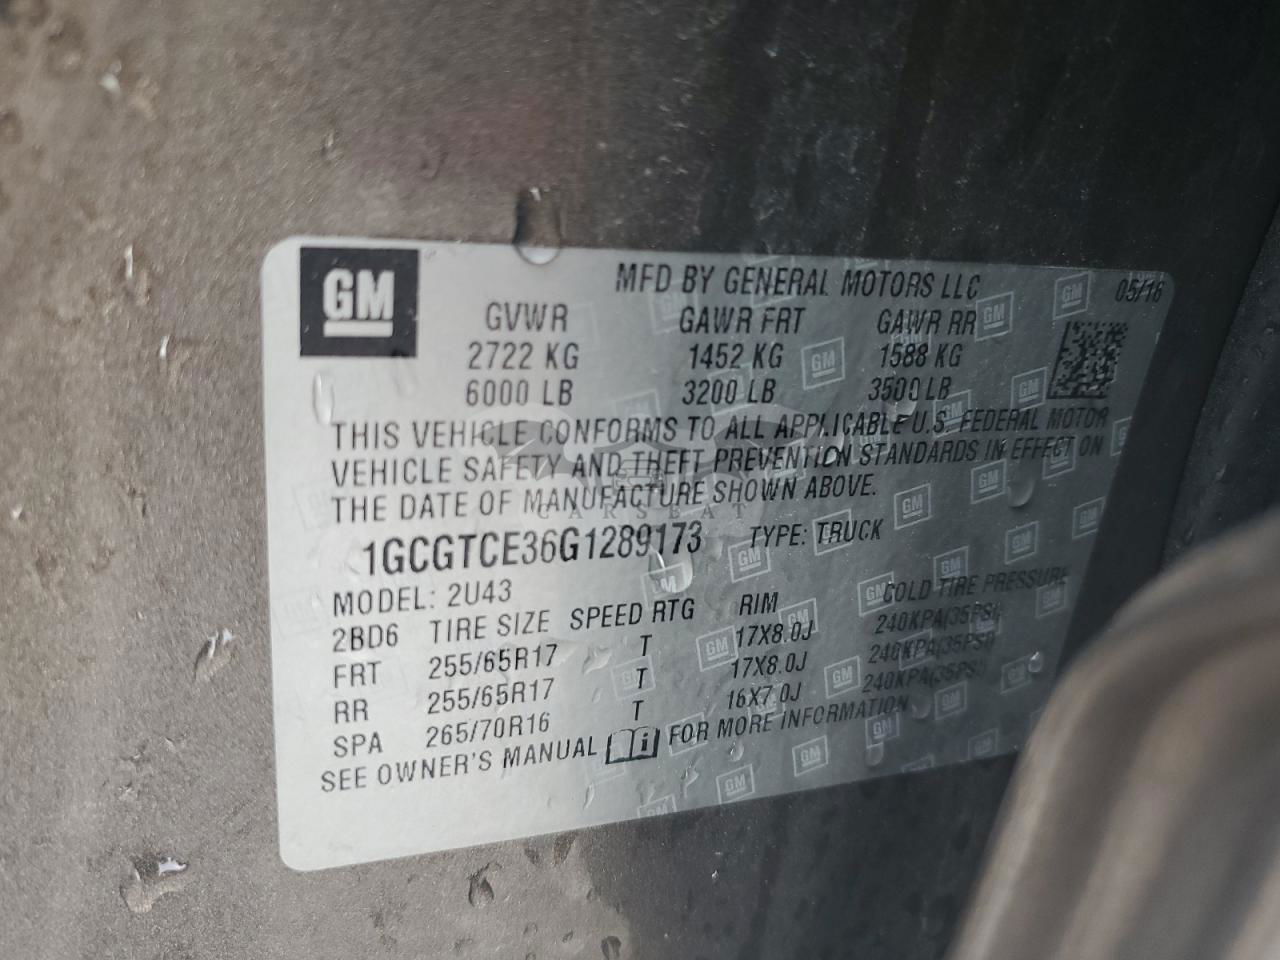 GM
MFD BY GENERAL MOTORS LLC 05/16
GVWR GAWR FRT GAWR RR
2722 KG 1452 KG 1588 KG
6000 LB 3200 LB 3500 LB
THIS VEHICLE CONFORMS TO ALL APPLICABLE U.S. FEDERAL MOTOR
VEHICLE SAFETY AND THEFT PREVENTION STANDARDS IN EFFECT ON
THE DATE OF MANUFACTURE SHOWN ABOVE.
CARSEAT
1GCGTCE36G1289173 TYPE: TRUCK
MODEL: 2U43
2BD6 TIRE SIZE SPEED RTG RIM COLD TIRE PRESSURE
FRT 255/65R17 T 17X8.0J 240KPA(35PSI)
RR 255/65R17 T 17X8.0J 240KPA(35PSI)
SPA 265/70R16 T 16X7.0J 240KPA(35PSI)
SEE OWNER'S MANUAL FOR MORE INFORMATION